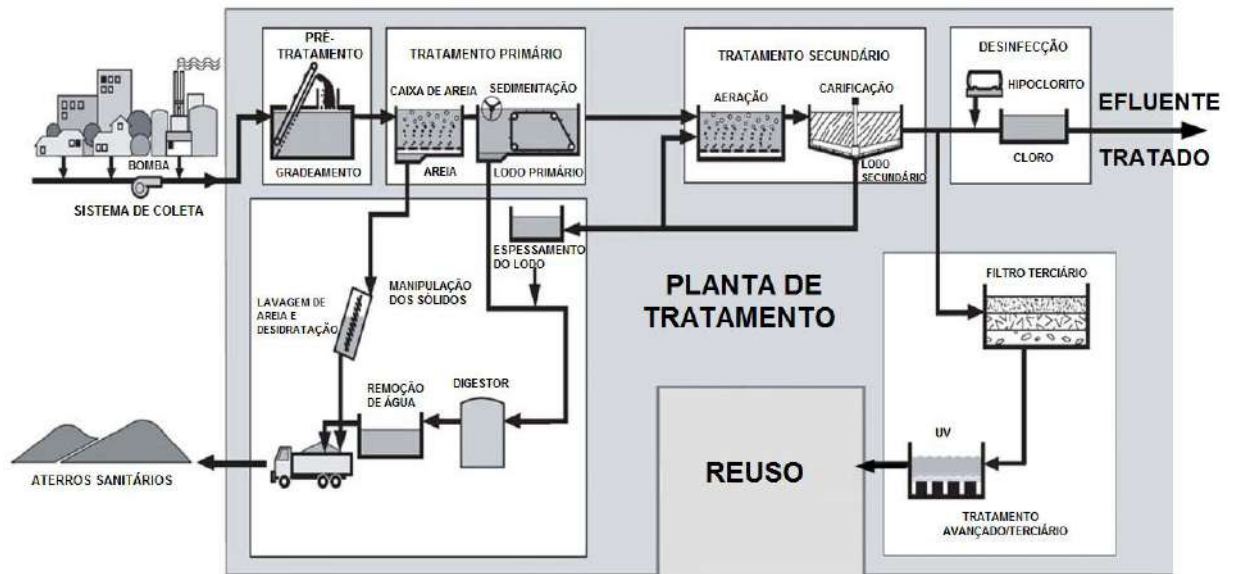 PRÉ-
TRATAMENTO
GRADEAMENTO
TRATAMENTO PRIMÁRIO
CAIXA DE AREIA
SEDIMENTAÇÃO
AREIA
LODO PRIMÁRIO
TRATAMENTO SECUNDÁRIO
AERAÇÃO
CARIFICAÇÃO
LODO
SECUNDÁRIO
DESINFECÇÃO
HIPOCLORITO
CLORO
EFLUENTE
TRATADO
BOMBA
SISTEMA DE COLETA
ESPESSAMENTO
DO LODO
MANIPULAÇÃO
DOS SÓLIDOS
LAVAGEM DE
AREIA E
DESIDRATAÇÃO
REMOÇÃO
DE ÁGUA
DIGESTOR
ATERROS SANITÁRIOS
PLANTA DE
TRATAMENTO
FILTRO TERCIÁRIO
UV
TRATAMENTO
AVANÇADO/TERCIÁRIO
REUSO